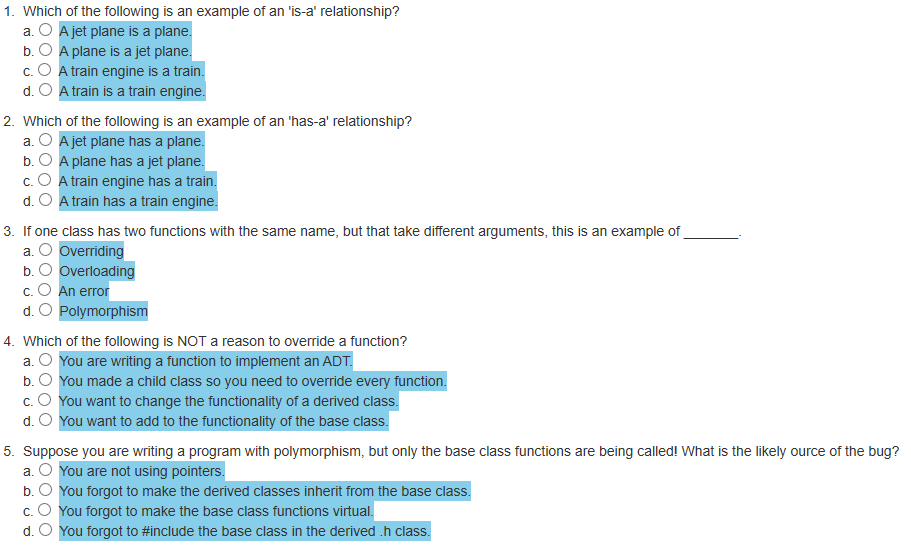 1. Which of the following is an example of an 'is-a' relationship?
a. A jet plane is a plane.
b. A plane is a jet plane.
c. A train engine is a train.
d. A train is a train engine.
2. Which of the following is an example of an 'has-a' relationship?
a. A jet plane has a plane.
b. A plane has a jet plane.
c. A train engine has a train.
d. A train has a train engine.
3. If one class has two functions with the same name, but that take different arguments, this is an example of _______.
a. Overriding
b. Overloading
c. An error
d. Polymorphism
4. Which of the following is NOT a reason to override a function?
a. You are writing a function to implement an ADT.
b. You made a child class so you need to override every function.
c. You want to change the functionality of a derived class.
d. You want to add to the functionality of the base class.
5. Suppose you are writing a program with polymorphism, but only the base class functions are being called! What is the likely ource of the bug?
a. You are not using pointers.
b. You forgot to make the derived classes inherit from the base class.
c. You forgot to make the base class functions virtual.
d. You forgot to #include the base class in the derived .h class.